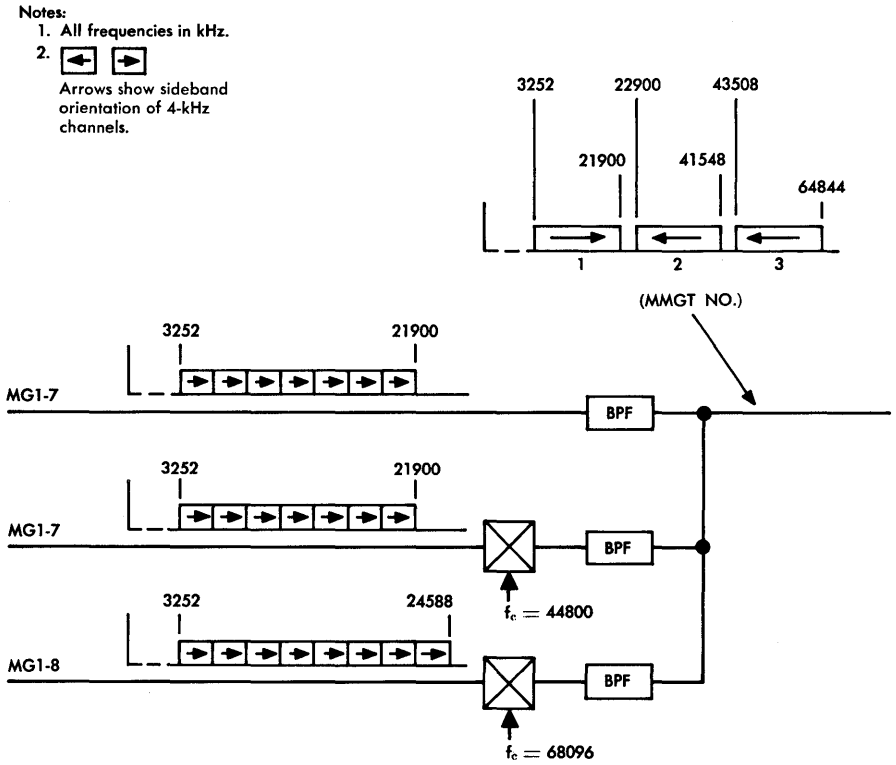 Notes:
1. All frequencies in kHz.
2.
Arrows show sideband
orientation of 4-kHz
channels.
3252 22900 43508
21900 41548 64844
1 2 3
(MMGT NO.)
3252 21900
MG1-7
BPF
3252 21900
MG1-7
BPF
fc = 44800
3252 24588
MG1-8
BPF
fc = 68096